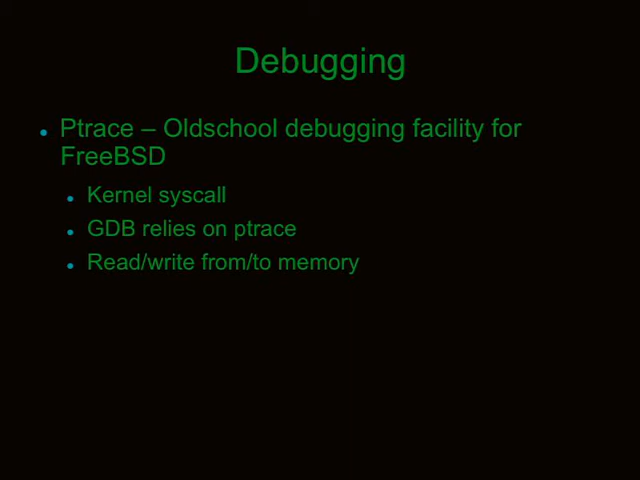 Debugging
Ptrace – Oldschool debugging facility for
FreeBSD
Kernel syscall
GDB relies on ptrace
Read/write from/to memory